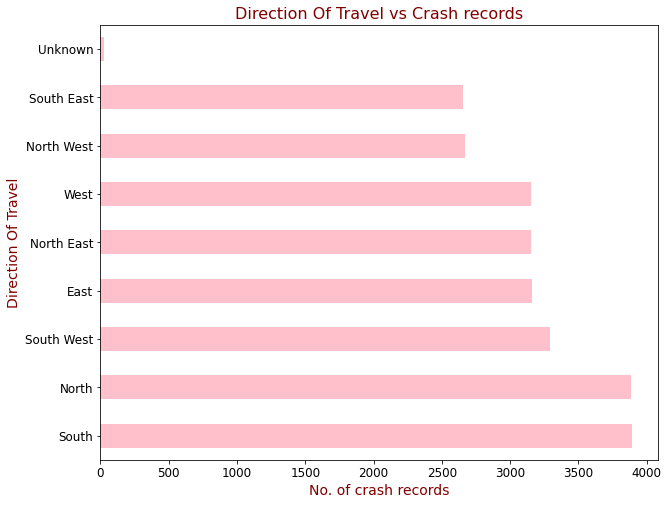 Direction Of Travel vs Crash records
Unknown
South East
North West
West
North East
East
South West
North
South
Direction Of Travel
0 500 1000 1500 2000 2500 3000 3500 4000
No. of crash records